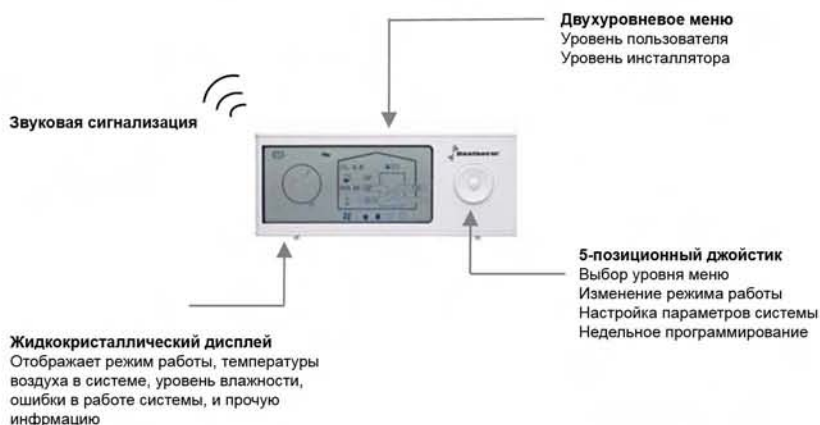 Двухуровневое меню
Уровень пользователя
Уровень инсталлятора
Звуковая сигнализация
5-позиционный джойстик
Выбор уровня меню
Изменение режима работы
Настройка параметров системы
Недельное программирование
Жидкокристаллический дисплей
Отображает режим работы, температуры
воздуха в системе, уровень влажности,
ошибки в работе системы, и прочую
инфрмацию